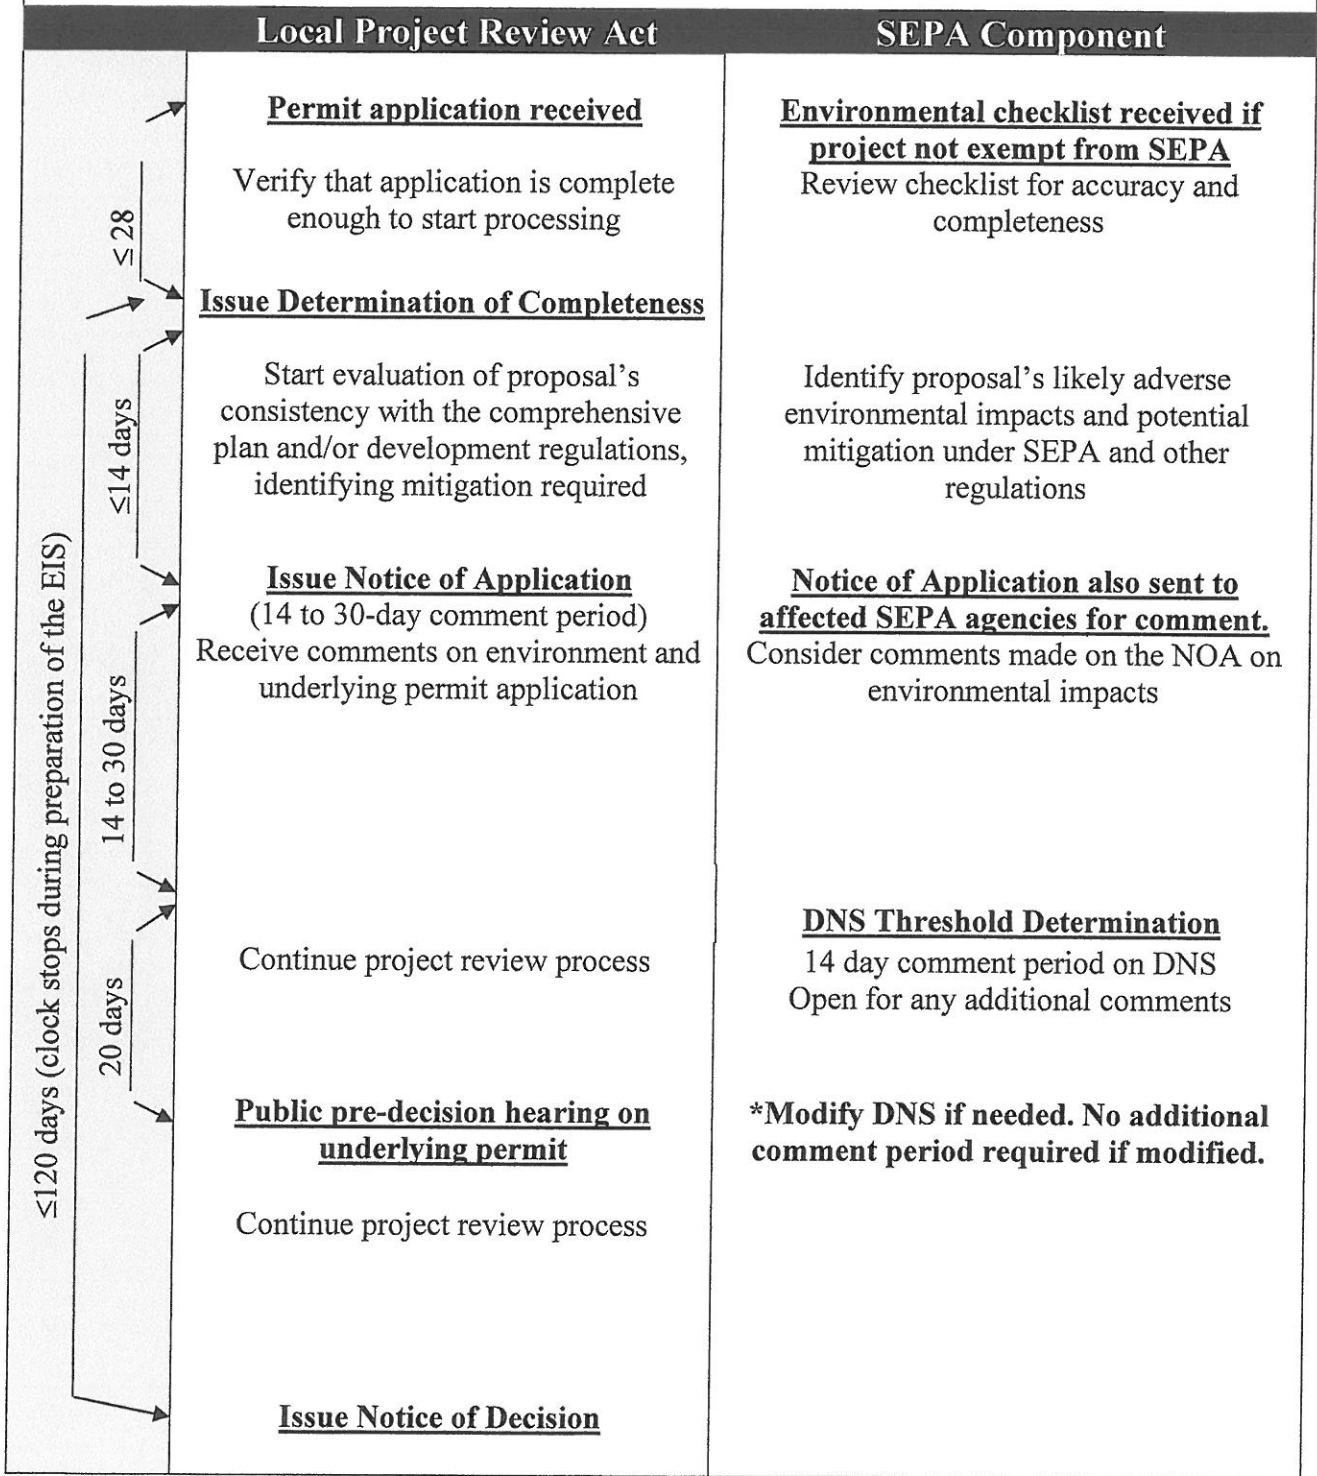 Local Project Review Act
SEPA Component
≤ 28
≤14 days
14 to 30 days
20 days
≤120 days (clock stops during preparation of the EIS)
Permit application received
Verify that application is complete
enough to start processing
Issue Determination of Completeness
Start evaluation of proposal’s
consistency with the comprehensive
plan and/or development regulations,
identifying mitigation required
Issue Notice of Application
(14 to 30-day comment period)
Receive comments on environment and
underlying permit application
Continue project review process
Public pre-decision hearing on
underlying permit
Continue project review process
Issue Notice of Decision
Environmental checklist received if
project not exempt from SEPA
Review checklist for accuracy and
completeness
Identify proposal’s likely adverse
environmental impacts and potential
mitigation under SEPA and other
regulations
Notice of Application also sent to
affected SEPA agencies for comment.
Consider comments made on the NOA on
environmental impacts
DNS Threshold Determination
14 day comment period on DNS
Open for any additional comments
*Modify DNS if needed. No additional
comment period required if modified.